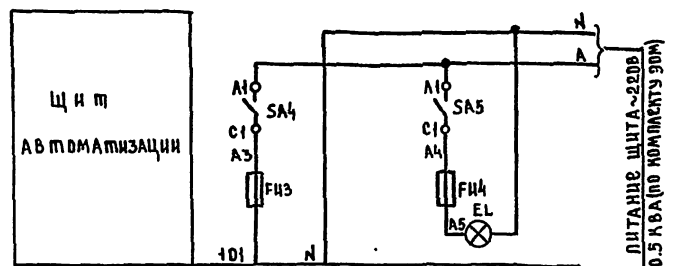 ЩИТ
АВТОМАТИЗАЦИИ
N
A
A1
SA4
C1
A3
FU3
101
N
A1
SA5
C1
A4
FU4
EL
A5
ПИТАНИЕ ЩИТА ~220В
0.5 КВА (ПО КОМПЛЕКТУ ЭОМ)